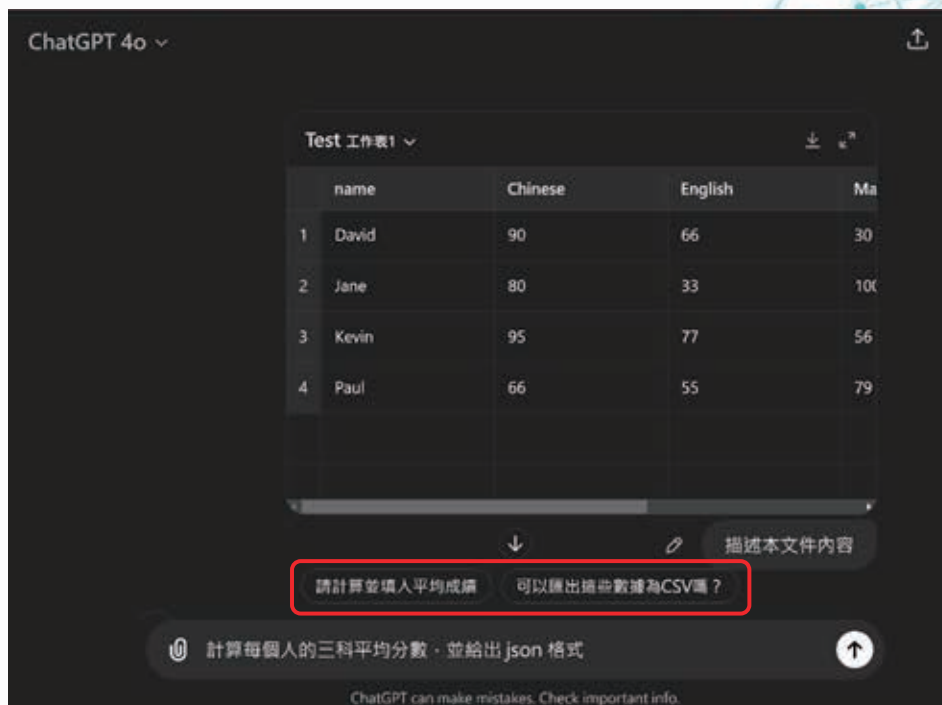 ChatGPT 4o
Test 工作表1
name Chinese English Ma
1 David 90 66 30
2 Jane 80 33 100
3 Kevin 95 77 56
4 Paul 66 55 79
描述本文件內容
請計算並填入平均成績 可以匯出這些數據為CSV嗎？
計算每個人的三科平均分數，並給出 json 格式
ChatGPT can make mistakes. Check important info.